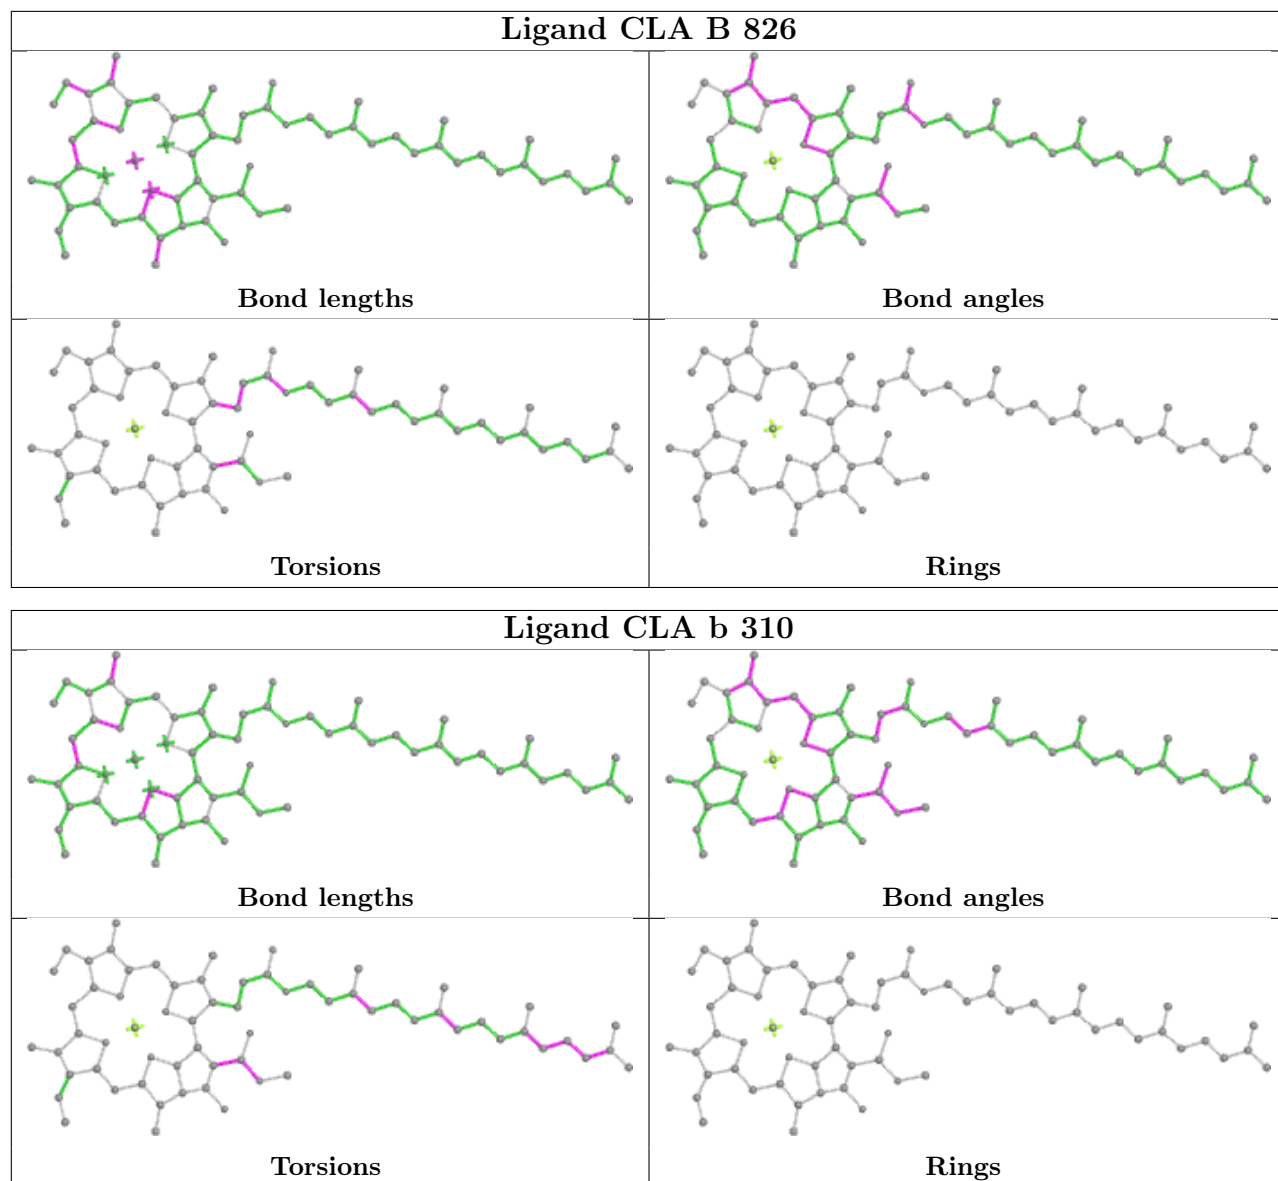 Ligand CLA B 826
Bond lengths
Bond angles
Torsions
Rings
Ligand CLA b 310
Bond lengths
Bond angles
Torsions
Rings